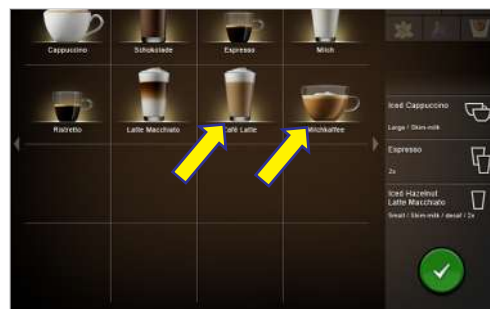 Cappuccino
Schokolade
Espresso
Milch
Ristretto
Latte Macchiato
Café Latte
Milchkaffee
Iced Cappuccino
Large / Skim-milk
Espresso
2x
Iced Hazelnut
Latte Macchiato
Small / Skim-milk / decaf / 2x